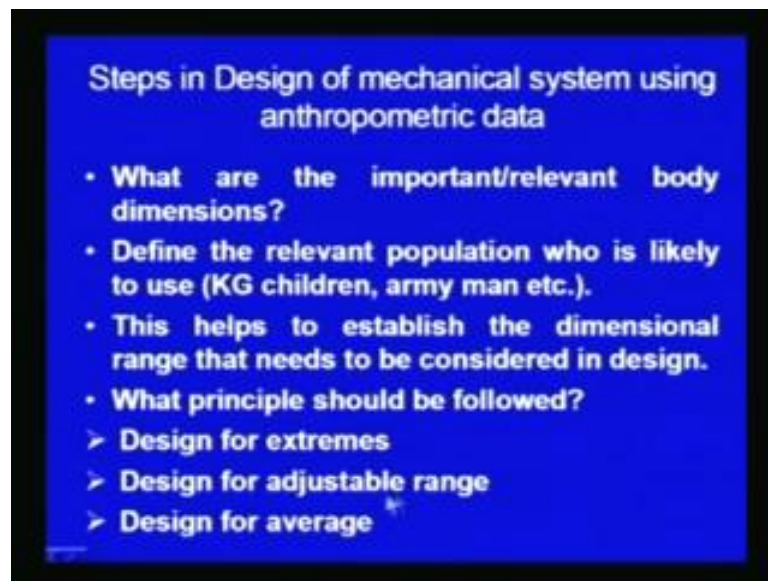 Steps in Design of mechanical system using
anthropometric data
• What are the important/relevant body
dimensions?
• Define the relevant population who is likely
to use (KG children, army man etc.).
• This helps to establish the dimensional
range that needs to be considered in design.
• What principle should be followed?
➢ Design for extremes
➢ Design for adjustable range
➢ Design for average